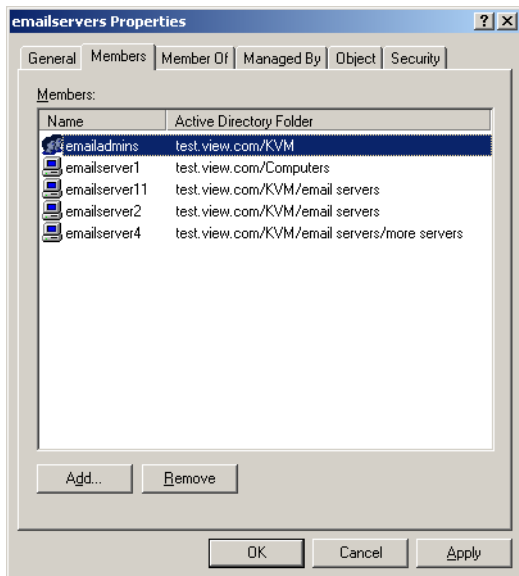 emailservers Properties
General Members Member Of Managed By Object Security
Members:
Name Active Directory Folder
emailadmins test.view.com/KVM
emailserver1 test.view.com/Computers
emailserver11 test.view.com/KVM/email servers
emailserver2 test.view.com/KVM/email servers
emailserver4 test.view.com/KVM/email servers/more servers
Add... Remove
OK Cancel Apply